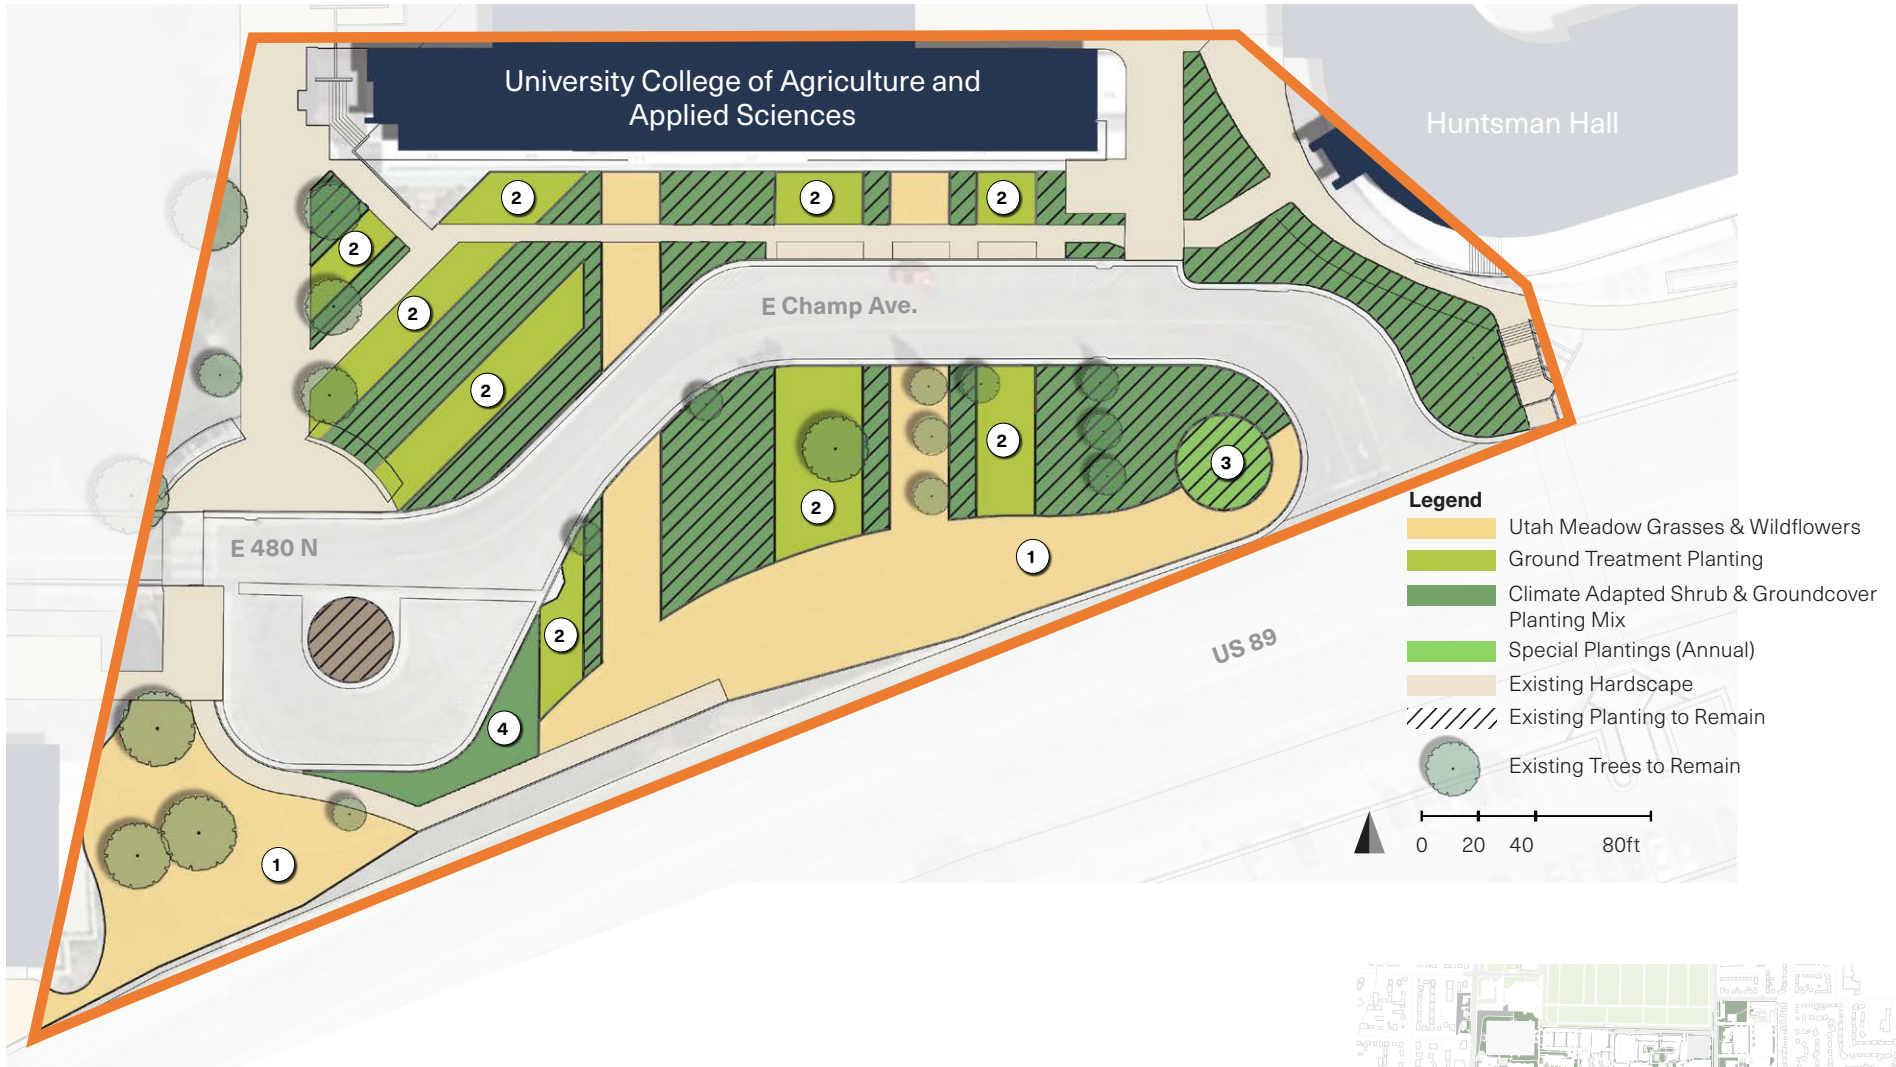 University College of Agriculture and
Applied Sciences
Huntsman Hall
2
2
2
2
2
E Champ Ave.
2
2
3
2
1
E 480 N
2
US 89
4
1
Legend
Utah Meadow Grasses & Wildflowers
Ground Treatment Planting
Climate Adapted Shrub & Groundcover
Planting Mix
Special Plantings (Annual)
Existing Hardscape
Existing Planting to Remain
Existing Trees to Remain
0 20 40 80ft